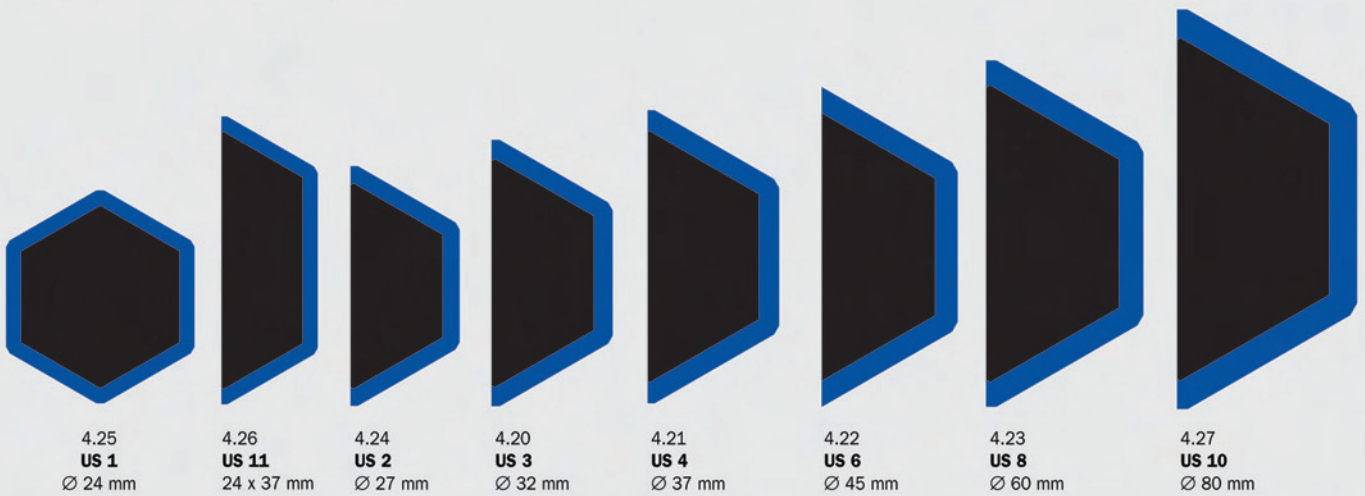 4.25
US 1
Ø 24 mm
4.26
US 11
24 x 37 mm
4.24
US 2
Ø 27 mm
4.20
US 3
Ø 32 mm
4.21
US 4
Ø 37 mm
4.22
US 6
Ø 45 mm
4.23
US 8
Ø 60 mm
4.27
US 10
Ø 80 mm